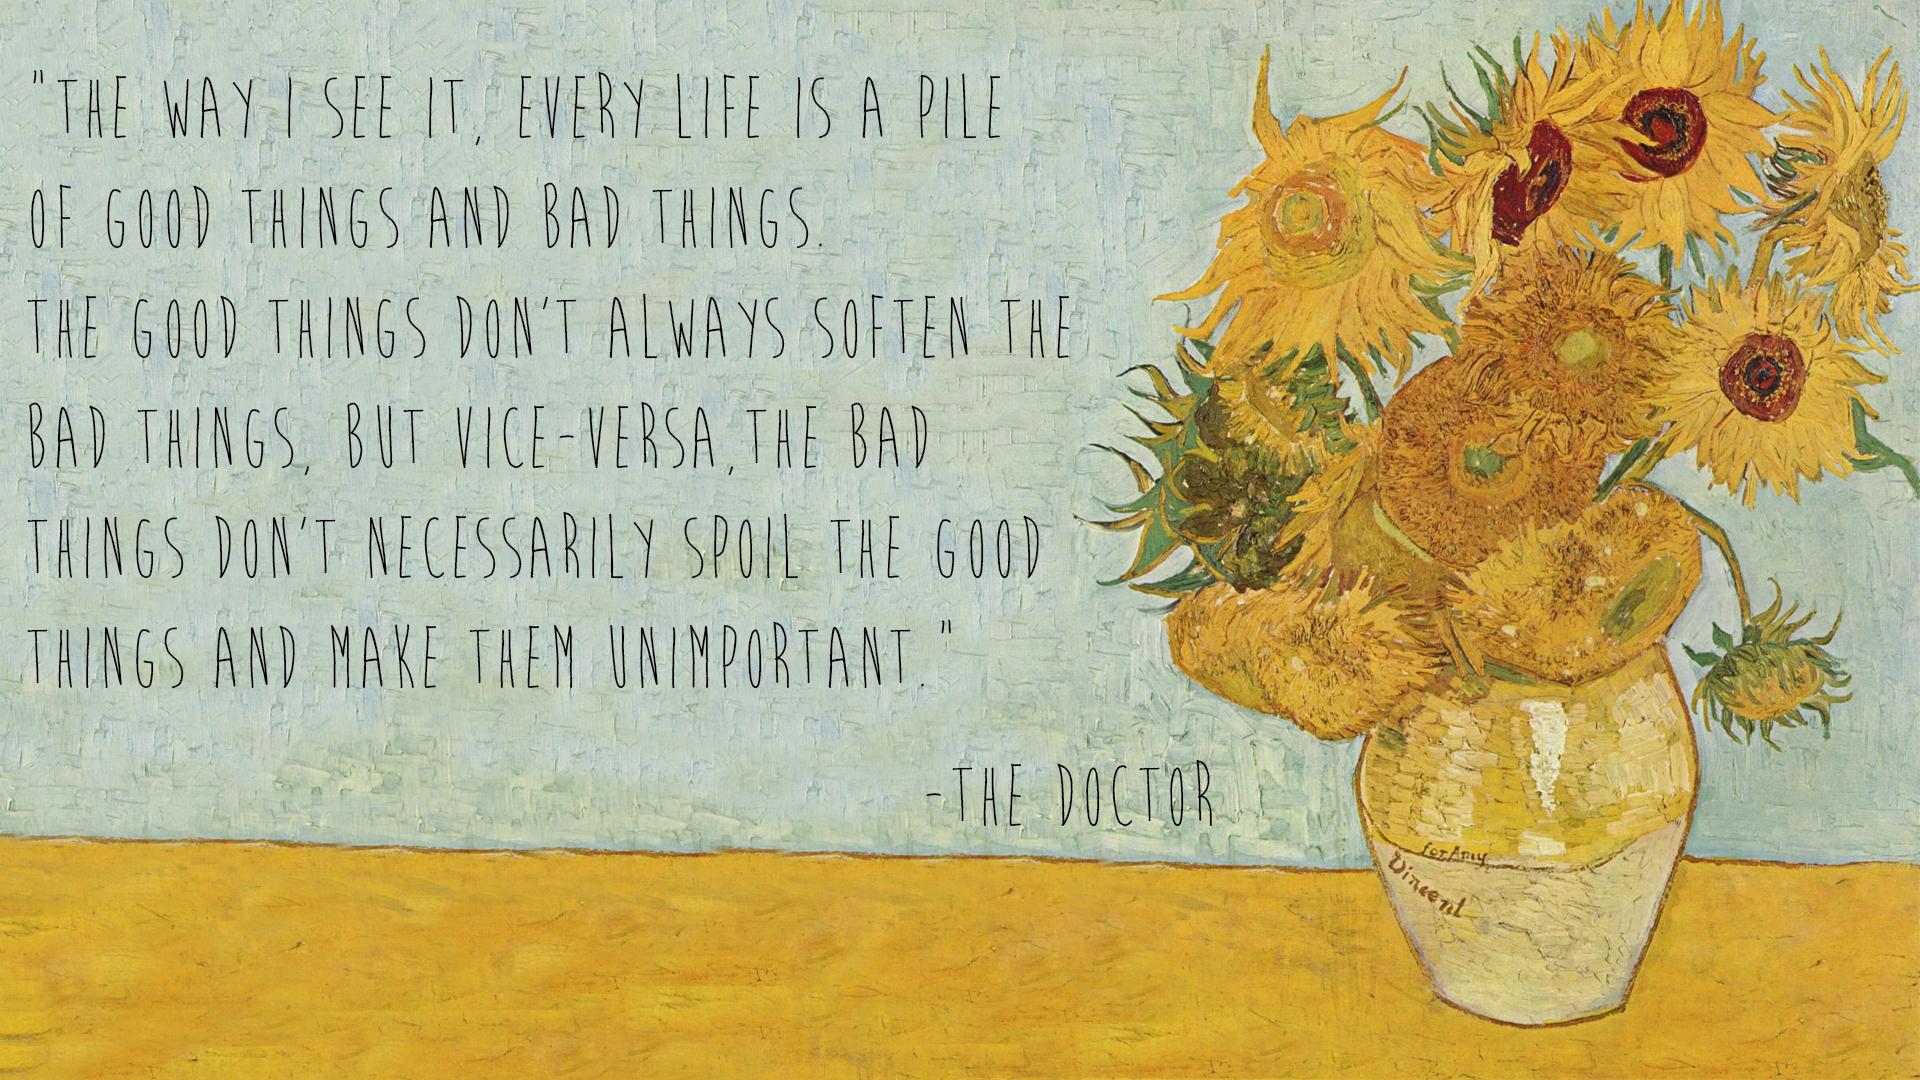 "THE WAY I SEE IT, EVERY LIFE IS A PILE
OF GOOD THINGS AND BAD THINGS.
THE GOOD THINGS DON'T ALWAYS SOFTEN THE
BAD THINGS, BUT VICE-VERSA,THE BAD
THINGS DON'T NECESSARILY SPOIL THE GOOD
THINGS AND MAKE THEM UNIMPORTANT."
-THE DOCTOR
for Amy
Vincent